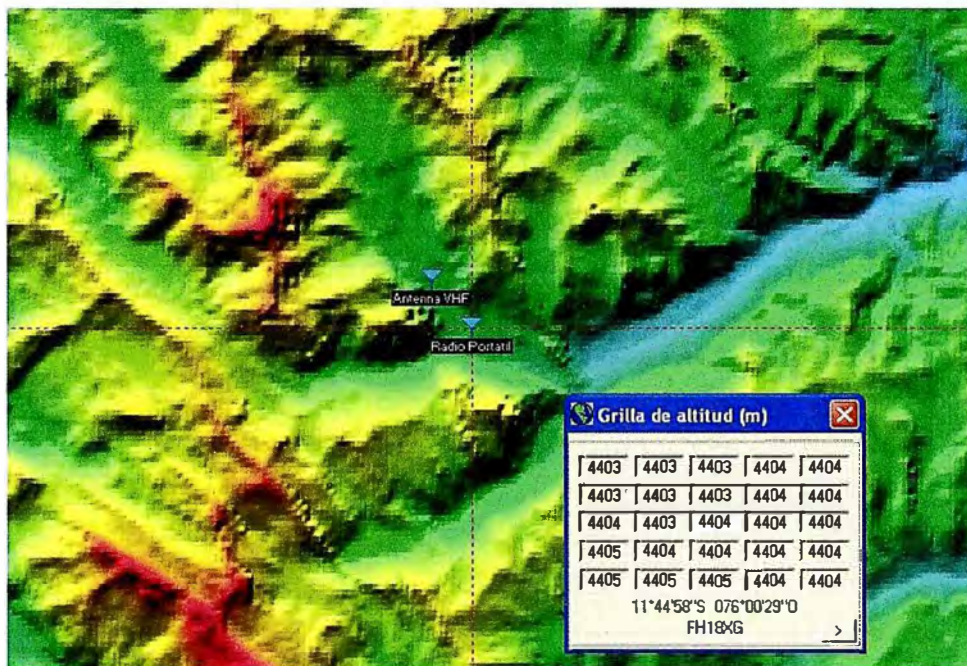 Antenna VHF
Radio Portatil
Grilla de altitud (m)
4403 4403 4403 4404 4404
4403 4403 4403 4404 4404
4404 4403 4404 4404 4404
4405 4404 4404 4404 4404
4405 4405 4405 4404 4404
11°44'58''S 076°00'29''O
FH18XG
>